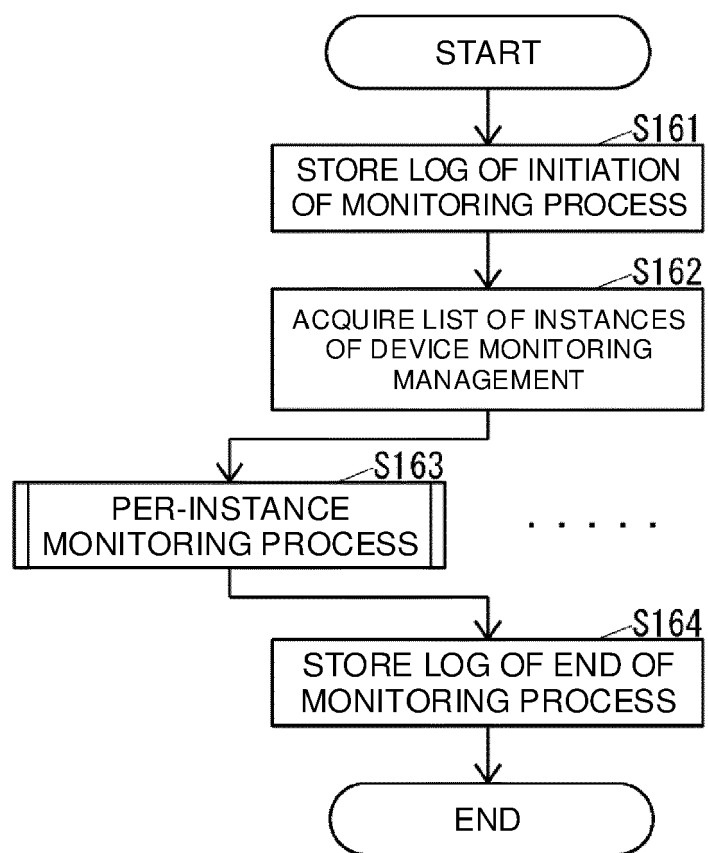 START
S161
STORE LOG OF INITIATION
OF MONITORING PROCESS
S162
ACQUIRE LIST OF INSTANCES
OF DEVICE MONITORING
MANAGEMENT
S163
PER-INSTANCE
MONITORING PROCESS
. . . . .
S164
STORE LOG OF END OF
MONITORING PROCESS
END